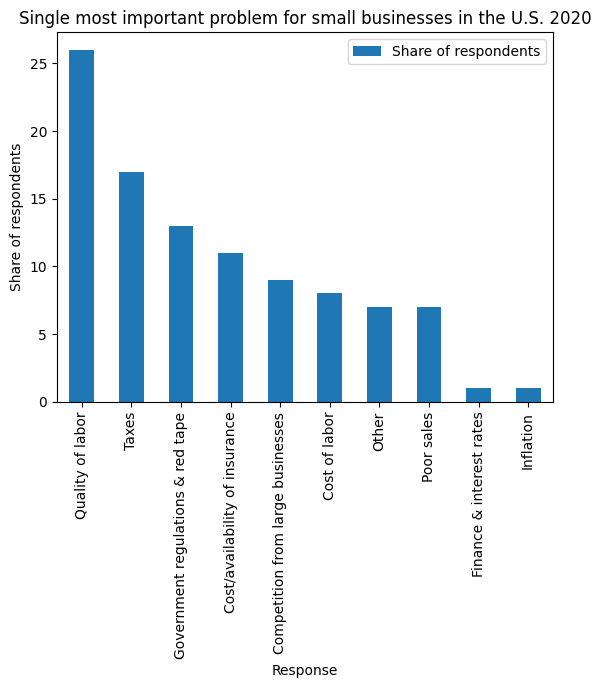 Single most important problem for small businesses in the U.S. 2020
Share of respondents
Share of respondents
25
20
15
10
5
0
Quality of labor
Taxes
Government regulations & red tape
Cost/availability of insurance
Competition from large businesses
Cost of labor
Other
Poor sales
Finance & interest rates
Inflation
Response